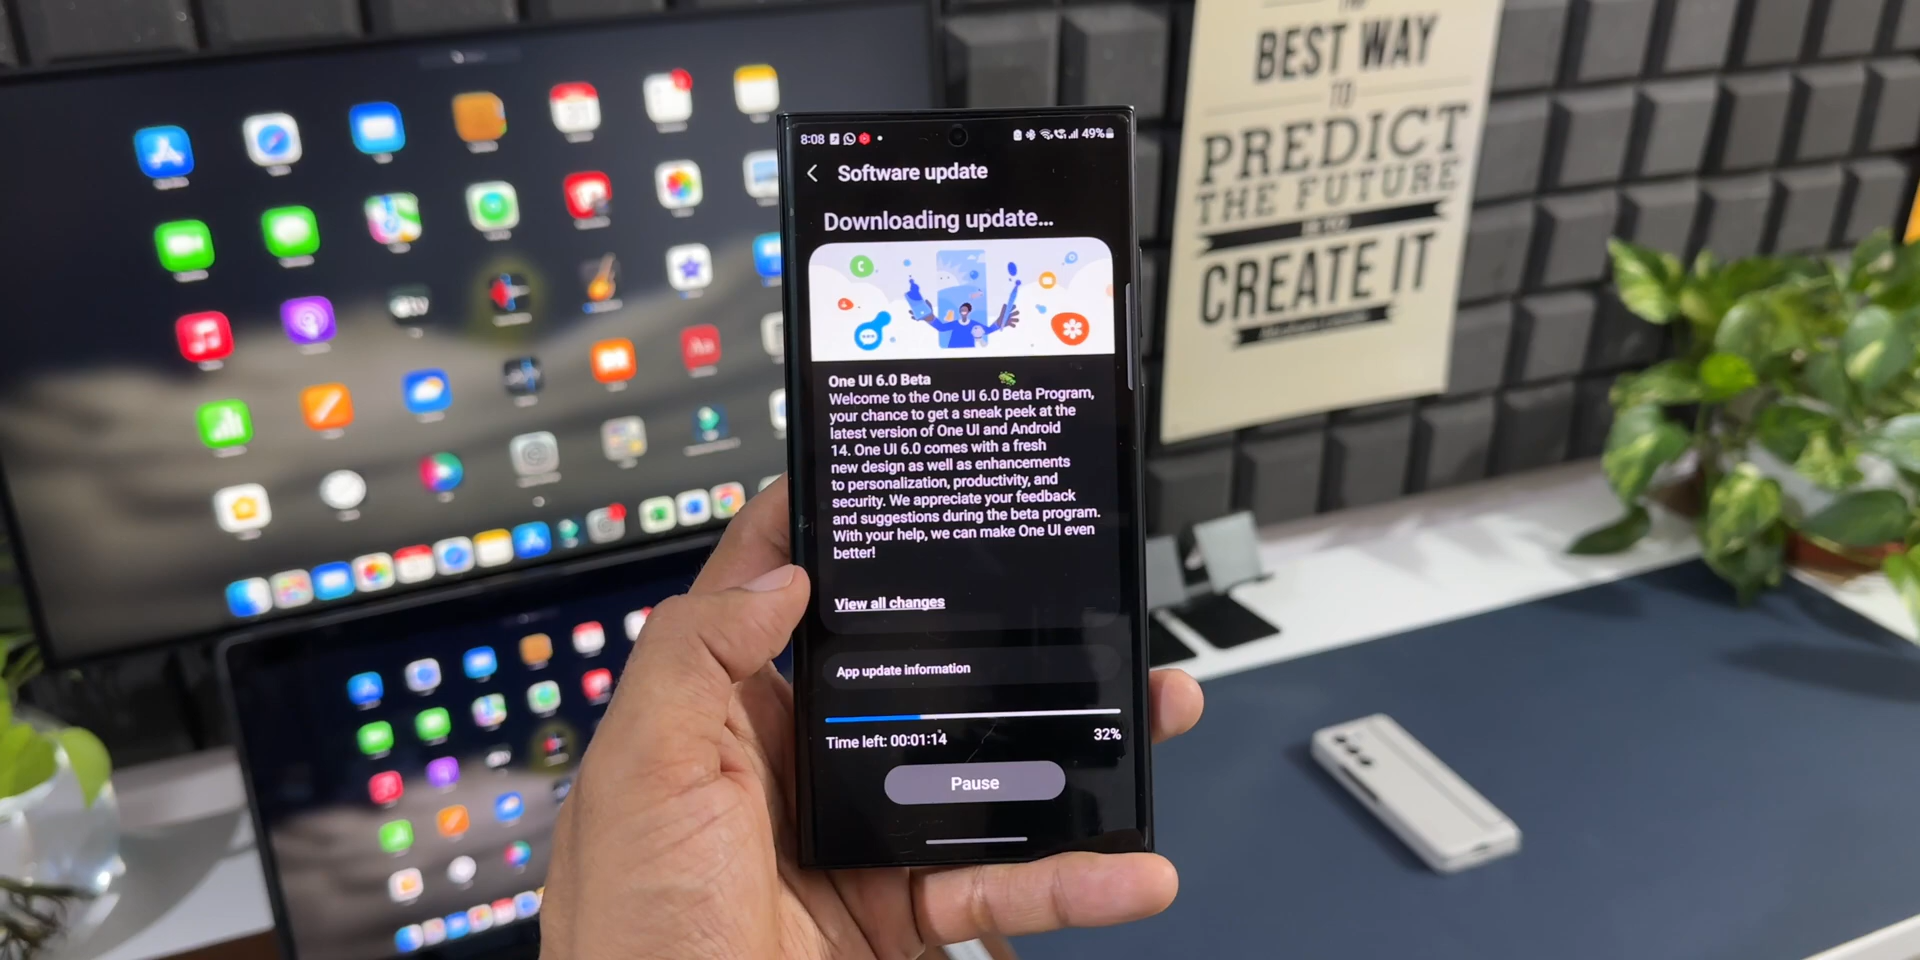 8:08
49%
Software update
Downloading update...
One UI 6.0 Beta
Welcome to the One UI 6.0 Beta Program,
your chance to get a sneak peek at the
latest version of One UI and Android
14. One UI 6.0 comes with a fresh
new design as well as enhancements
to personalization, productivity, and
security. We appreciate your feedback
and suggestions during the beta program.
With your help, we can make One UI even
better!
View all changes
App update information
Time left: 00:01:14
32%
Pause
THE
BEST WAY
TO
PREDICT
THE FUTURE
IS TO
CREATE IT
tv
Aa